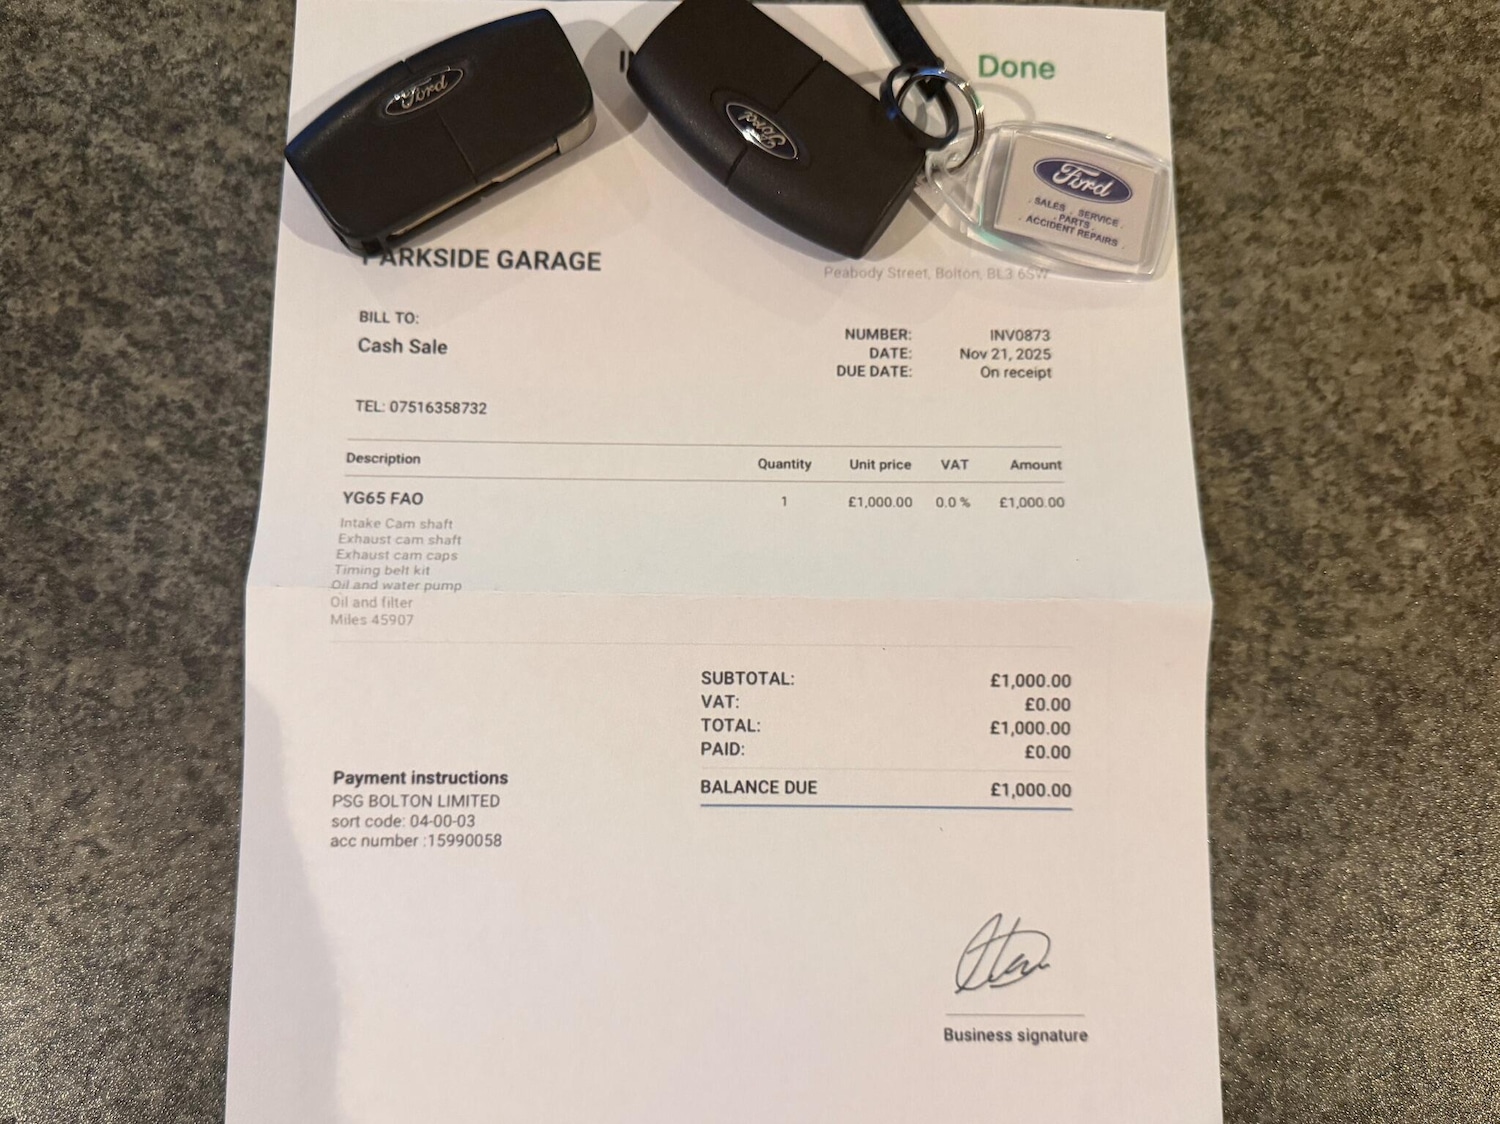 Ford
Ford
Done
Ford
. SALES . SERVICE .
. PARTS .
. ACCIDENT REPAIRS .
PARKSIDE GARAGE
Peabody Street, Bolton, BL3 6SW
BILL TO:
Cash Sale
NUMBER: INV0873
DATE: Nov 21, 2025
DUE DATE: On receipt
TEL: 07516358732
Description Quantity Unit price VAT Amount
YG65 FAO 1 £1,000.00 0.0 % £1,000.00
Intake Cam shaft
Exhaust cam shaft
Exhaust cam caps
Timing belt kit
Oil and water pump
Oil and filter
Miles 45907
SUBTOTAL: £1,000.00
VAT: £0.00
TOTAL: £1,000.00
PAID: £0.00
BALANCE DUE £1,000.00
Payment instructions
PSG BOLTON LIMITED
sort code: 04-00-03
acc number :15990058
Business signature